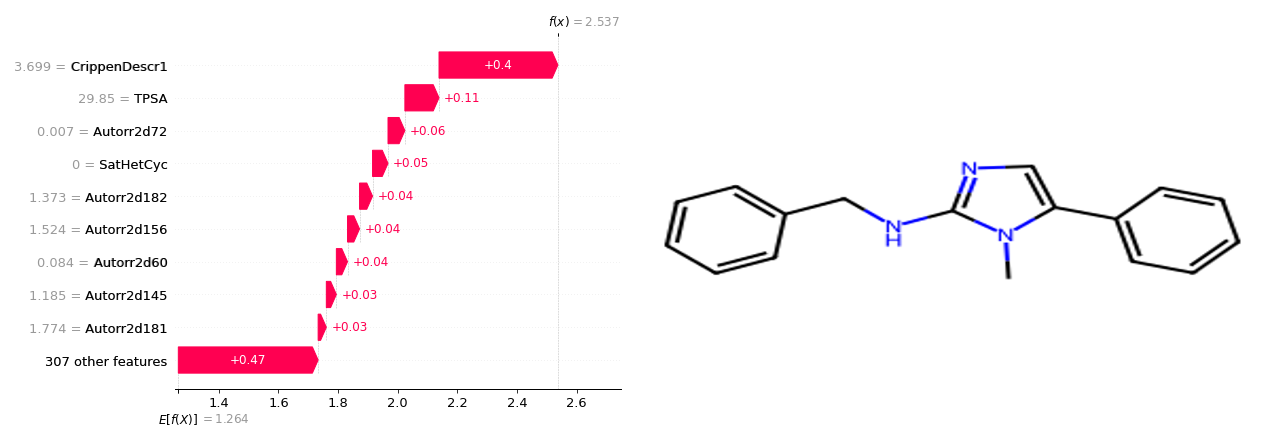 f(x) = 2.537
3.699 = CrippenDescr1 +0.4
29.85 = TPSA +0.11
0.007 = Autorr2d72 +0.06
0 = SatHetCyc +0.05
1.373 = Autorr2d182 +0.04
1.524 = Autorr2d156 +0.04
0.084 = Autorr2d60 +0.04
1.185 = Autorr2d145 +0.03
1.774 = Autorr2d181 +0.03
307 other features +0.47
1.4 1.6 1.8 2.0 2.2 2.4 2.6
E[f(X)] = 1.264
N
N
H
N